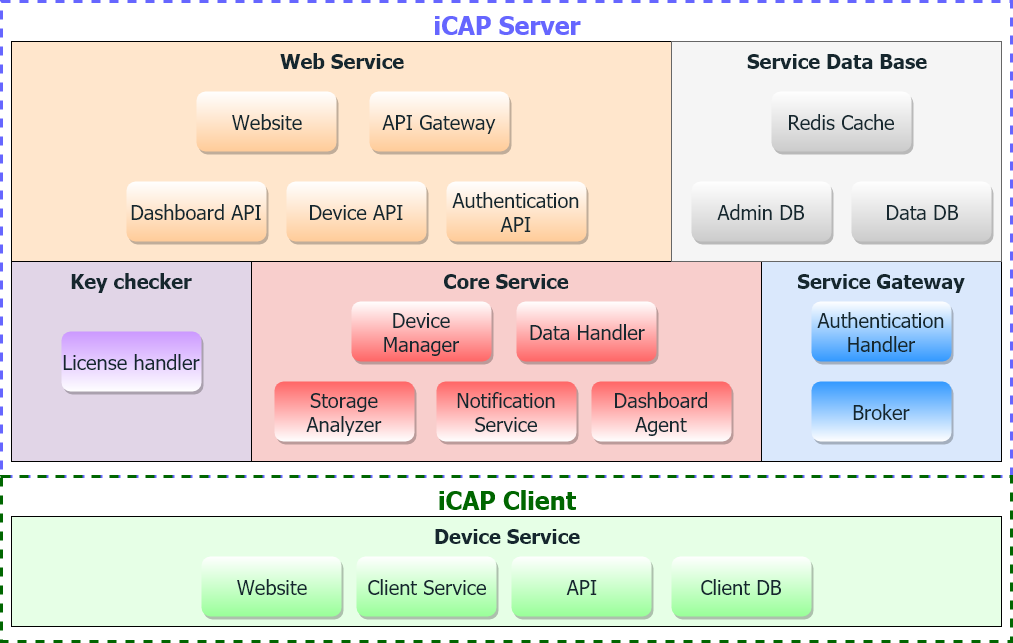 iCAP Server
Web Service
Website
API Gateway
Dashboard API
Device API
Authentication
API
Service Data Base
Redis Cache
Admin DB
Data DB
Key checker
License handler
Core Service
Device
Manager
Data Handler
Storage
Analyzer
Notification
Service
Dashboard
Agent
Service Gateway
Authentication
Handler
Broker
iCAP Client
Device Service
Website
Client Service
API
Client DB